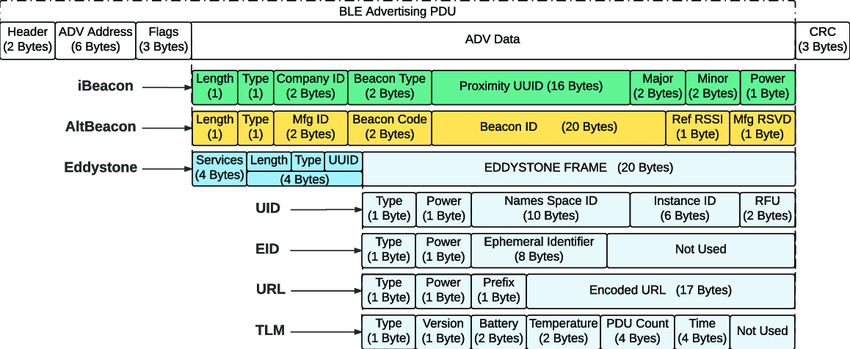 BLE Advertising PDU
Header
(2 Bytes)
ADV Address
(6 Bytes)
Flags
(3 Bytes)
ADV Data
CRC
(3 Bytes)
iBeacon
Length
(1)
Type
(1)
Company ID
(2 Bytes)
Beacon Type
(2 Bytes)
Proximity UUID (16 Bytes)
Major
(2 Bytes)
Minor
(2 Bytes)
Power
(1 Byte)
AltBeacon
Length
(1)
Type
(1)
Mfg ID
(2 Bytes)
Beacon Code
(2 Bytes)
Beacon ID (20 Bytes)
Ref RSSI
(1 Byte)
Mfg RSVD
(1 Byte)
Eddystone
Services
(4 Bytes)
Length
Type
UUID
(4 Bytes)
EDDYSTONE FRAME (20 Bytes)
UID
Type
(1 Byte)
Power
(1 Byte)
Names Space ID
(10 Bytes)
Instance ID
(6 Bytes)
RFU
(2 Bytes)
EID
Type
(1 Byte)
Power
(1 Byte)
Ephemeral Identifier
(8 Bytes)
Not Used
URL
Type
(1 Byte)
Power
(1 Byte)
Prefix
(1 Byte)
Encoded URL (17 Bytes)
TLM
Type
(1 Byte)
Version
(1 Byte)
Battery
(2 Bytes)
Temperature
(2 Bytes)
PDU Count
(4 Byes)
Time
(4 Byes)
Not Used